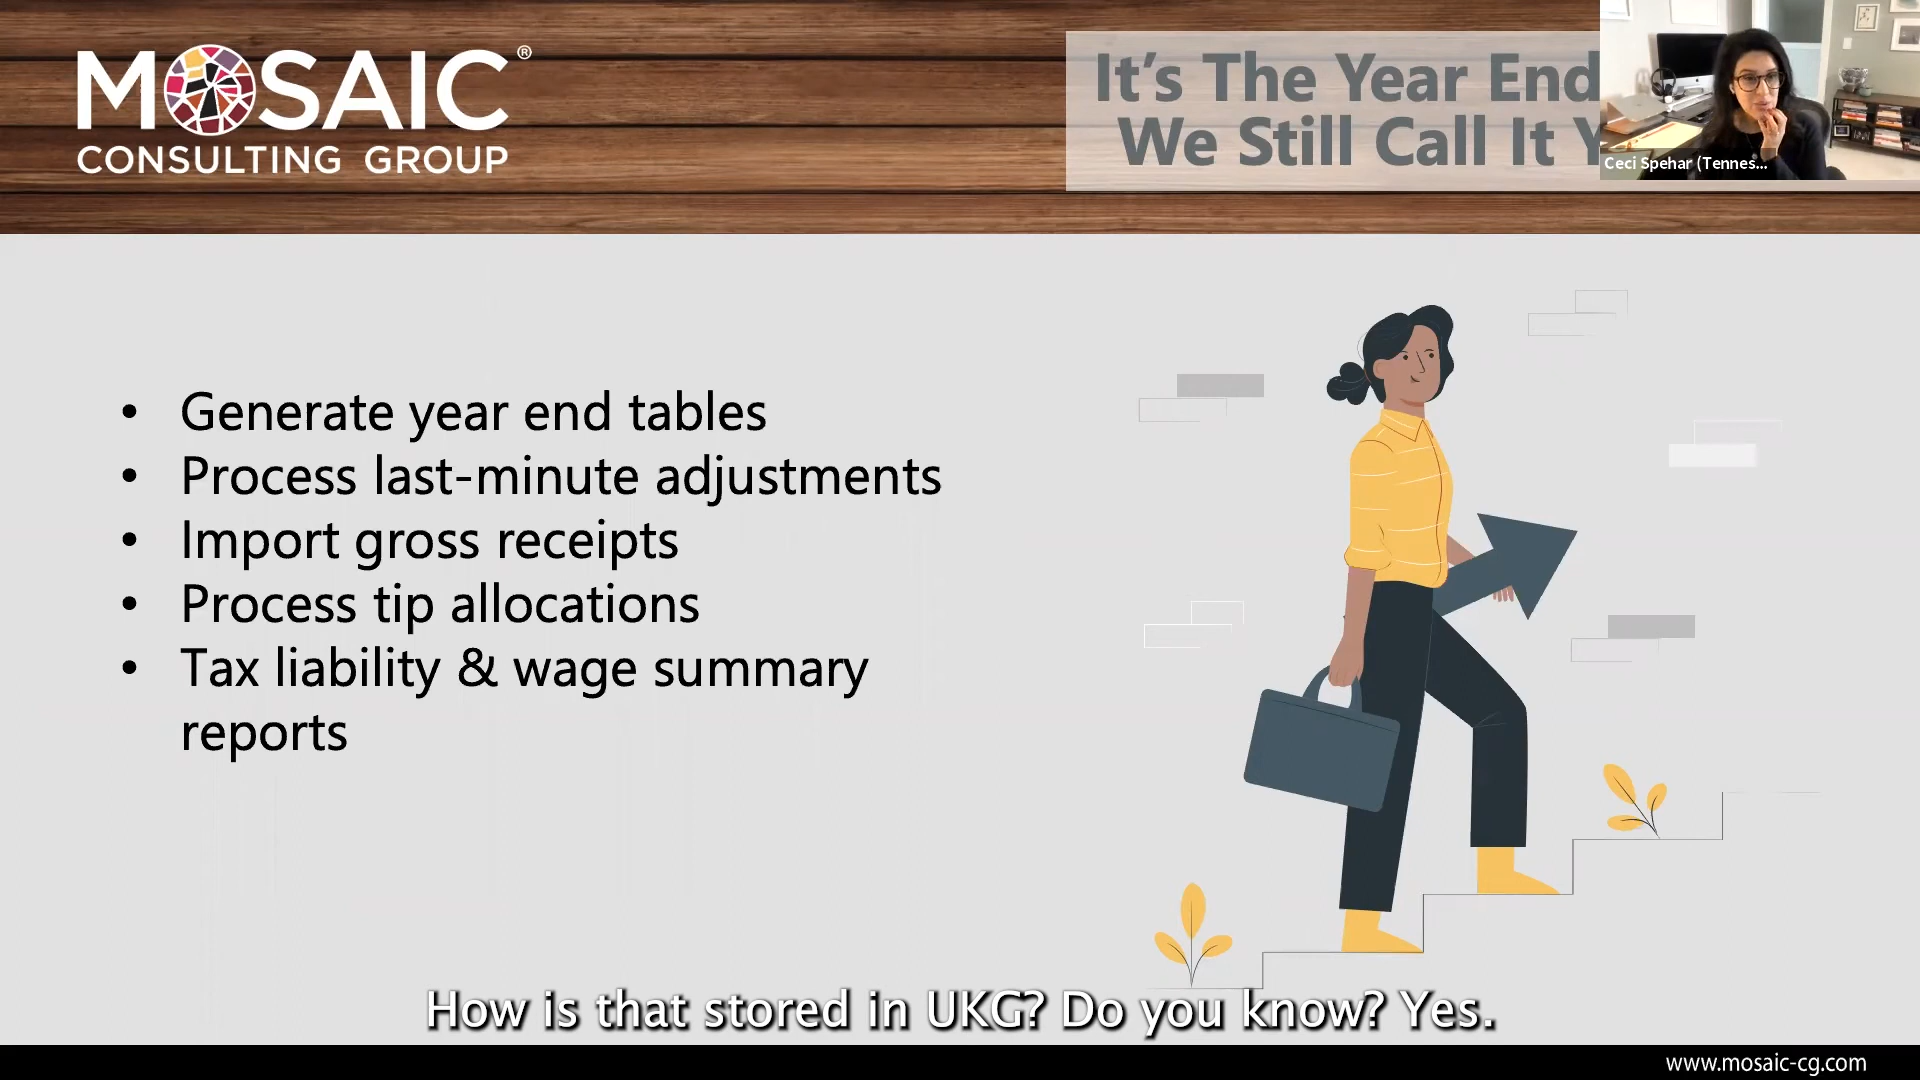 MOSAIC®
CONSULTING GROUP
It's The Year End
We Still Call It Y
Ceci Spehar (Tennes...
• Generate year end tables
• Process last-minute adjustments
• Import gross receipts
• Process tip allocations
• Tax liability & wage summary
reports
How is that stored in UKG? Do you know? Yes.
www.mosaic-cg.com